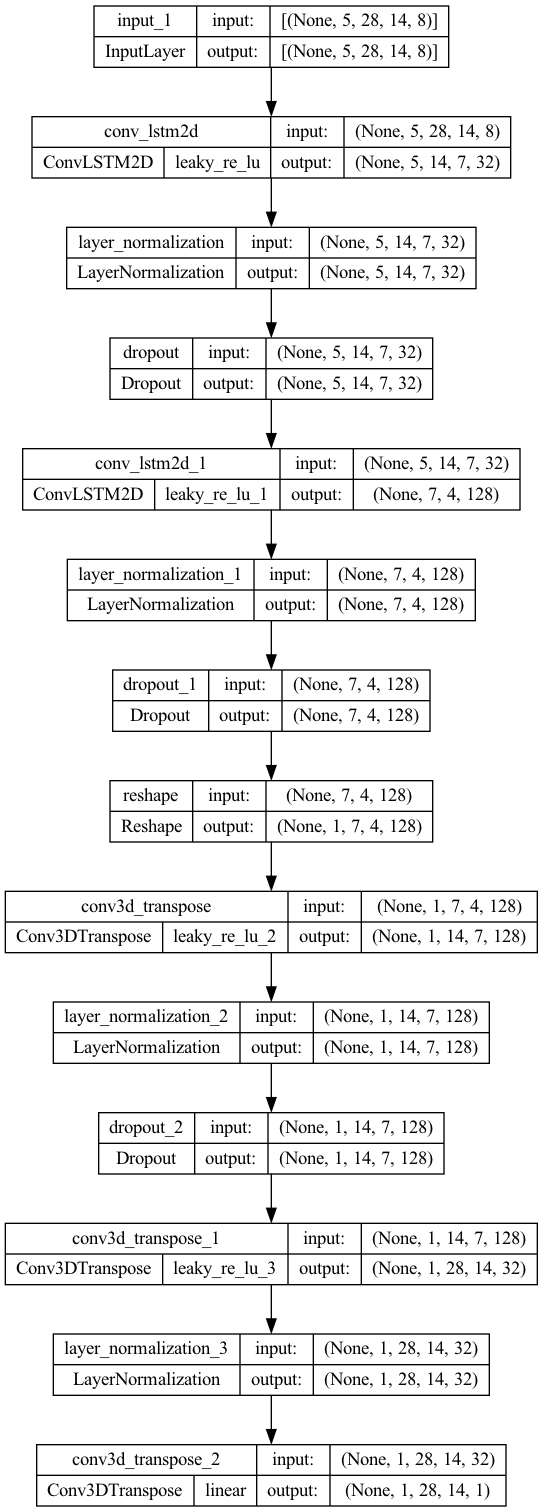 input_1 input: [(None, 5, 28, 14, 8)]
InputLayer output: [(None, 5, 28, 14, 8)]
conv_lstm2d input: (None, 5, 28, 14, 8)
ConvLSTM2D leaky_re_lu output: (None, 5, 14, 7, 32)
layer_normalization input: (None, 5, 14, 7, 32)
LayerNormalization output: (None, 5, 14, 7, 32)
dropout input: (None, 5, 14, 7, 32)
Dropout output: (None, 5, 14, 7, 32)
conv_lstm2d_1 input: (None, 5, 14, 7, 32)
ConvLSTM2D leaky_re_lu_1 output: (None, 7, 4, 128)
layer_normalization_1 input: (None, 7, 4, 128)
LayerNormalization output: (None, 7, 4, 128)
dropout_1 input: (None, 7, 4, 128)
Dropout output: (None, 7, 4, 128)
reshape input: (None, 7, 4, 128)
Reshape output: (None, 1, 7, 4, 128)
conv3d_transpose input: (None, 1, 7, 4, 128)
Conv3DTranspose leaky_re_lu_2 output: (None, 1, 14, 7, 128)
layer_normalization_2 input: (None, 1, 14, 7, 128)
LayerNormalization output: (None, 1, 14, 7, 128)
dropout_2 input: (None, 1, 14, 7, 128)
Dropout output: (None, 1, 14, 7, 128)
conv3d_transpose_1 input: (None, 1, 14, 7, 128)
Conv3DTranspose leaky_re_lu_3 output: (None, 1, 28, 14, 32)
layer_normalization_3 input: (None, 1, 28, 14, 32)
LayerNormalization output: (None, 1, 28, 14, 32)
conv3d_transpose_2 input: (None, 1, 28, 14, 32)
Conv3DTranspose linear output: (None, 1, 28, 14, 1)